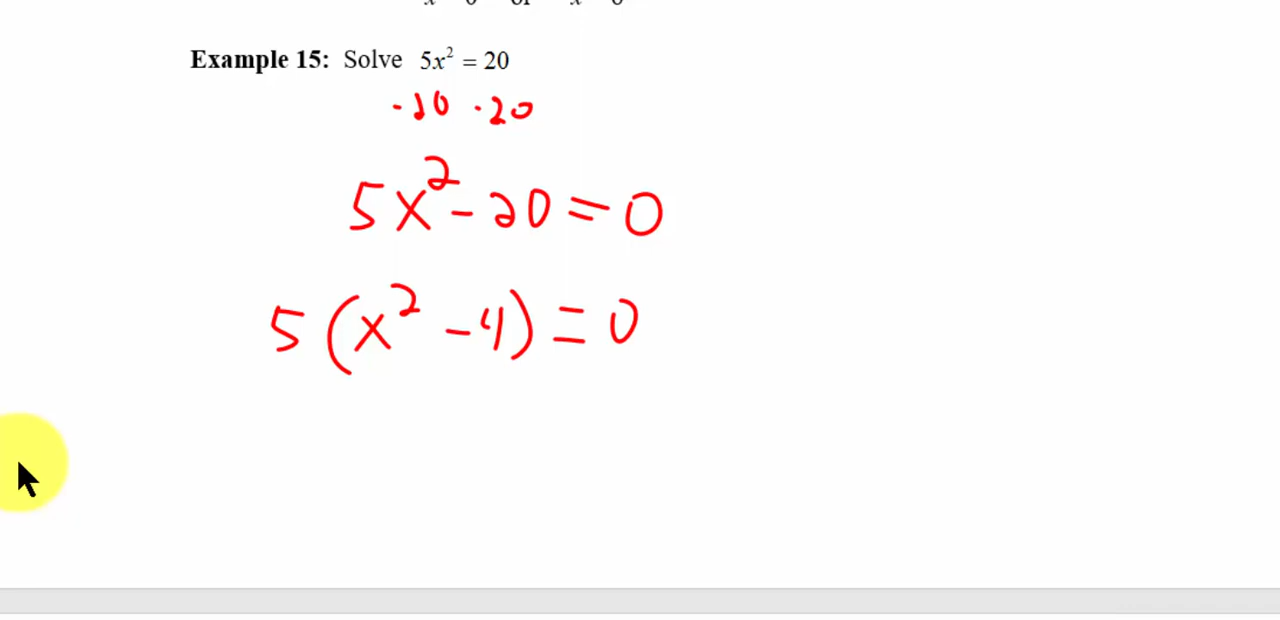 Example 15: Solve 5x² = 20
-20 -20
5x² - 20 = 0
5(x² - 4) = 0